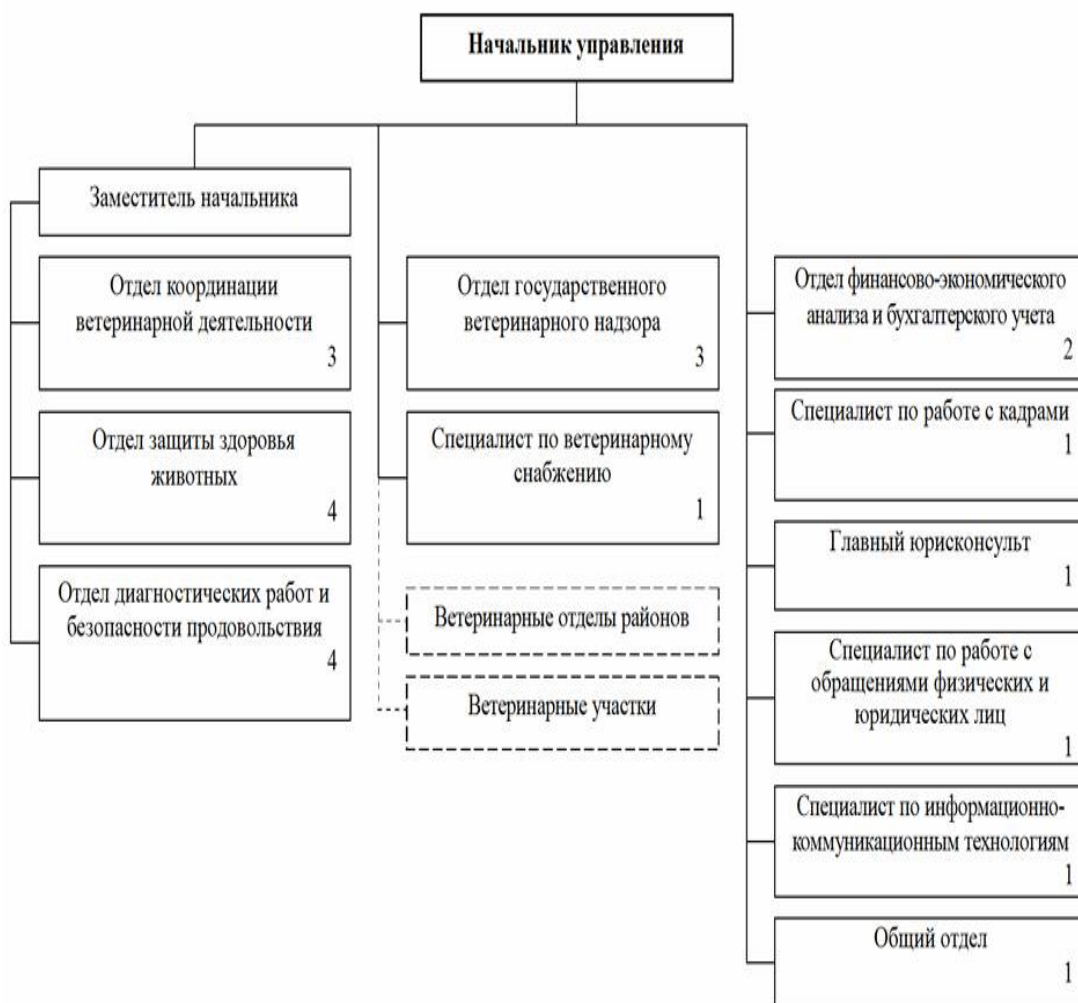 Начальник управления
Заместитель начальника
Отдел координации
ветеринарной деятельности
3
Отдел защиты здоровья
животных
4
Отдел диагностических работ и
безопасности продовольствия
4
Отдел государственного
ветеринарного надзора
3
Специалист по ветеринарному
снабжению
1
Ветеринарные отделы районов
Ветеринарные участки
Отдел финансово-экономического
анализа и бухгалтерского учета
2
Специалист по работе с кадрами
1
Главный юрисконсульт
1
Специалист по работе с
обращениями физических и
юридических лиц
1
Специалист по информационно-
коммуникационным технологиям
1
Общий отдел
1